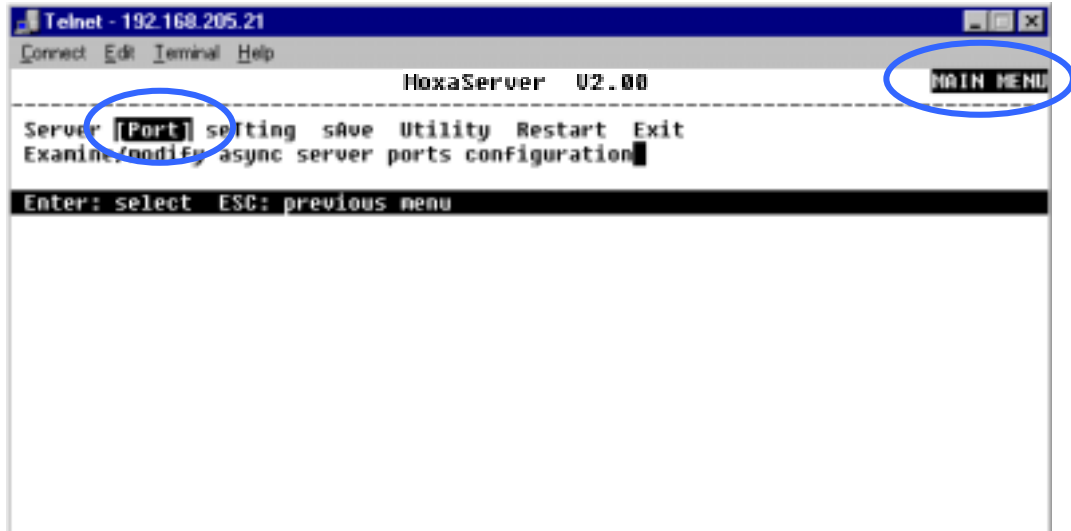 Telnet - 192.168.205.21
Connect Edit Terminal Help
MoxaServer V2.00 MAIN MENU
Server [Port] seTting sAve Utility Restart Exit
Examine/modify async server ports configuration
Enter: select ESC: previous menu